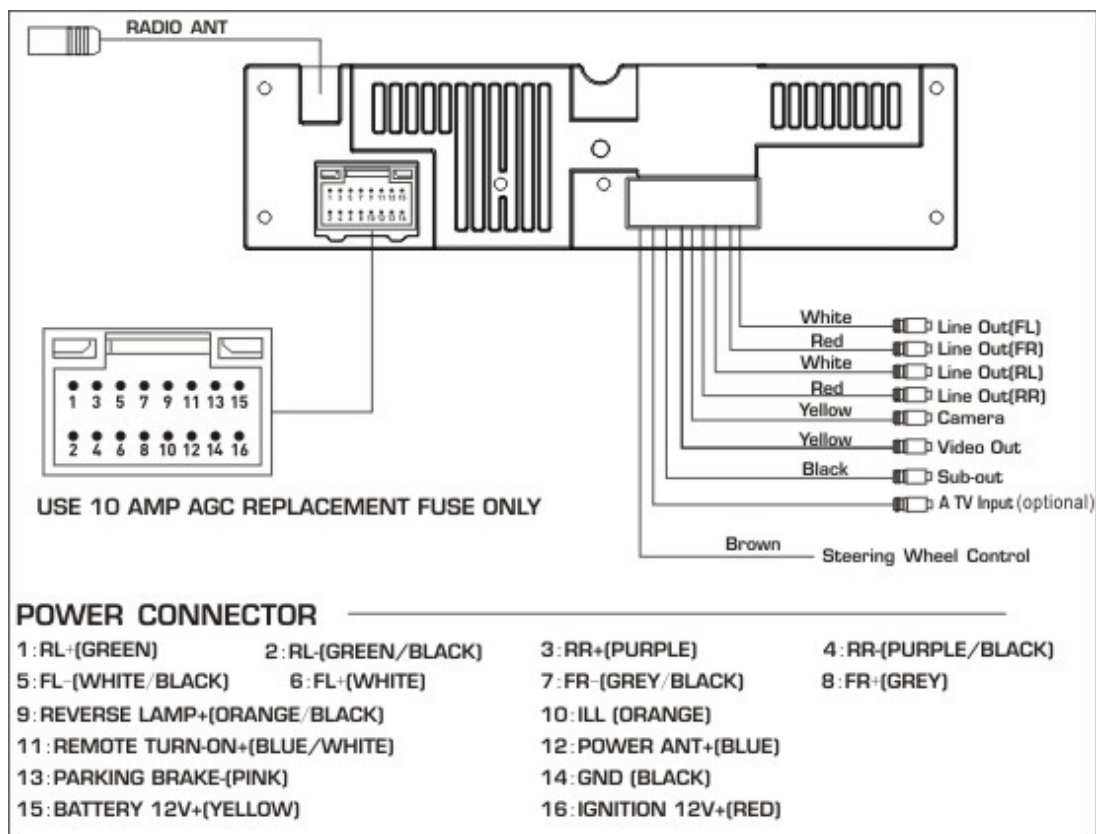 RADIO ANT
White
Line Out(FL)
Red
Line Out(FR)
White
Line Out(RL)
Red
Line Out(RR)
Yellow
Camera
Yellow
Video Out
Black
Sub-out
A TV Input (optional)
Brown
Steering Wheel Control
1 3 5 7 9 11 13 15
2 4 6 8 10 12 14 16
USE 10 AMP AGC REPLACEMENT FUSE ONLY
POWER CONNECTOR
1:RL+(GREEN) 2:RL-(GREEN/BLACK) 3:RR+(PURPLE) 4:RR-(PURPLE/BLACK)
5:FL-(WHITE/BLACK) 6:FL+(WHITE) 7:FR-(GREY/BLACK) 8:FR+(GREY)
9:REVERSE LAMP+(ORANGE/BLACK) 10:ILL (ORANGE)
11:REMOTE TURN-ON+(BLUE/WHITE) 12:POWER ANT+(BLUE)
13:PARKING BRAKE-(PINK) 14:GND (BLACK)
15:BATTERY 12V+(YELLOW) 16:IGNITION 12V+(RED)